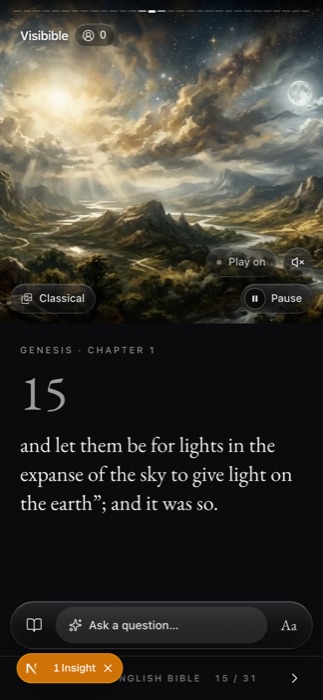 Visibible
0
Play on
Classical
Pause
GENESIS · CHAPTER 1
15
and let them be for lights in the
expanse of the sky to give light on
the earth”; and it was so.
Ask a question...
Aa
1 Insight
NGLISH BIBLE
15 / 31